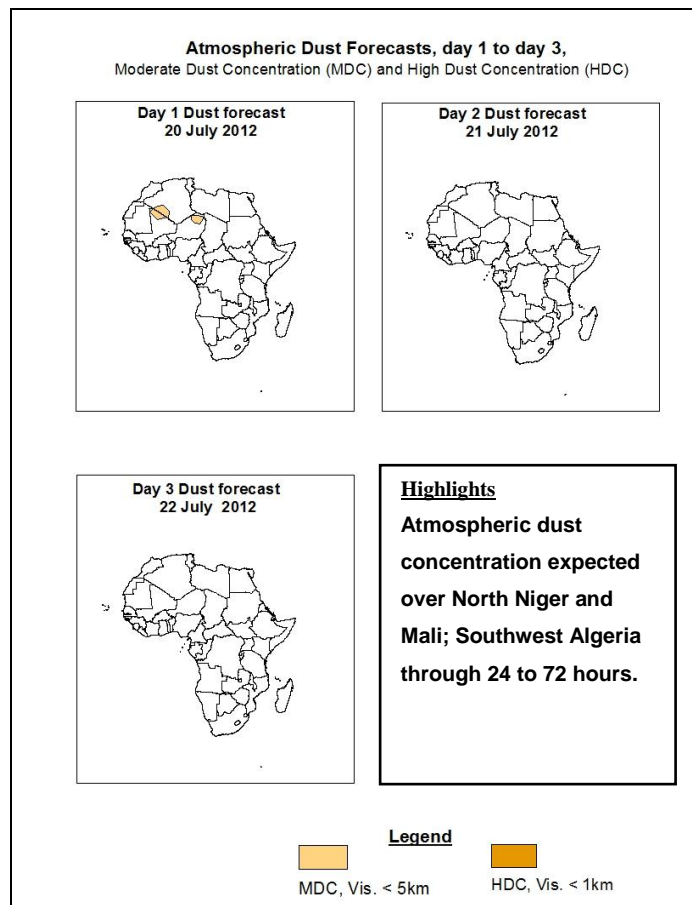 Atmospheric Dust Forecasts, day 1 to day 3,
Moderate Dust Concentration (MDC) and High Dust Concentration (HDC)
Day 1 Dust forecast
20 July 2012
Day 2 Dust forecast
21 July 2012
Day 3 Dust forecast
22 July 2012
Highlights
Atmospheric dust
concentration expected
over North Niger and
Mali; Southwest Algeria
through 24 to 72 hours.
Legend
MDC, Vis. < 5km
HDC, Vis. < 1km